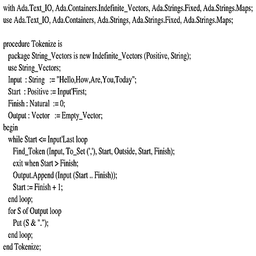 with Ada.Text_IO, Ada.Containers.Indefinite_Vectors, Ada.Strings.Fixed, Ada.Strings.Maps;
use Ada.Text_IO, Ada.Containers, Ada.Strings, Ada.Strings.Fixed, Ada.Strings.Maps;
procedure Tokenize is
package String_Vectors is new Indefinite_Vectors (Positive, String);
use String_Vectors;
Input : String := "Hello,How,Are,You,Today";
Start : Positive := Input'First;
Finish : Natural := 0;
Output : Vector := Empty_Vector;
begin
while Start <= Input'Last loop
Find_Token (Input, To_Set (','), Start, Outside, Start, Finish);
exit when Start > Finish;
Output.Append (Input (Start .. Finish));
Start := Finish + 1;
end loop;
for S of Output loop
Put (S & ".");
end loop;
end Tokenize;